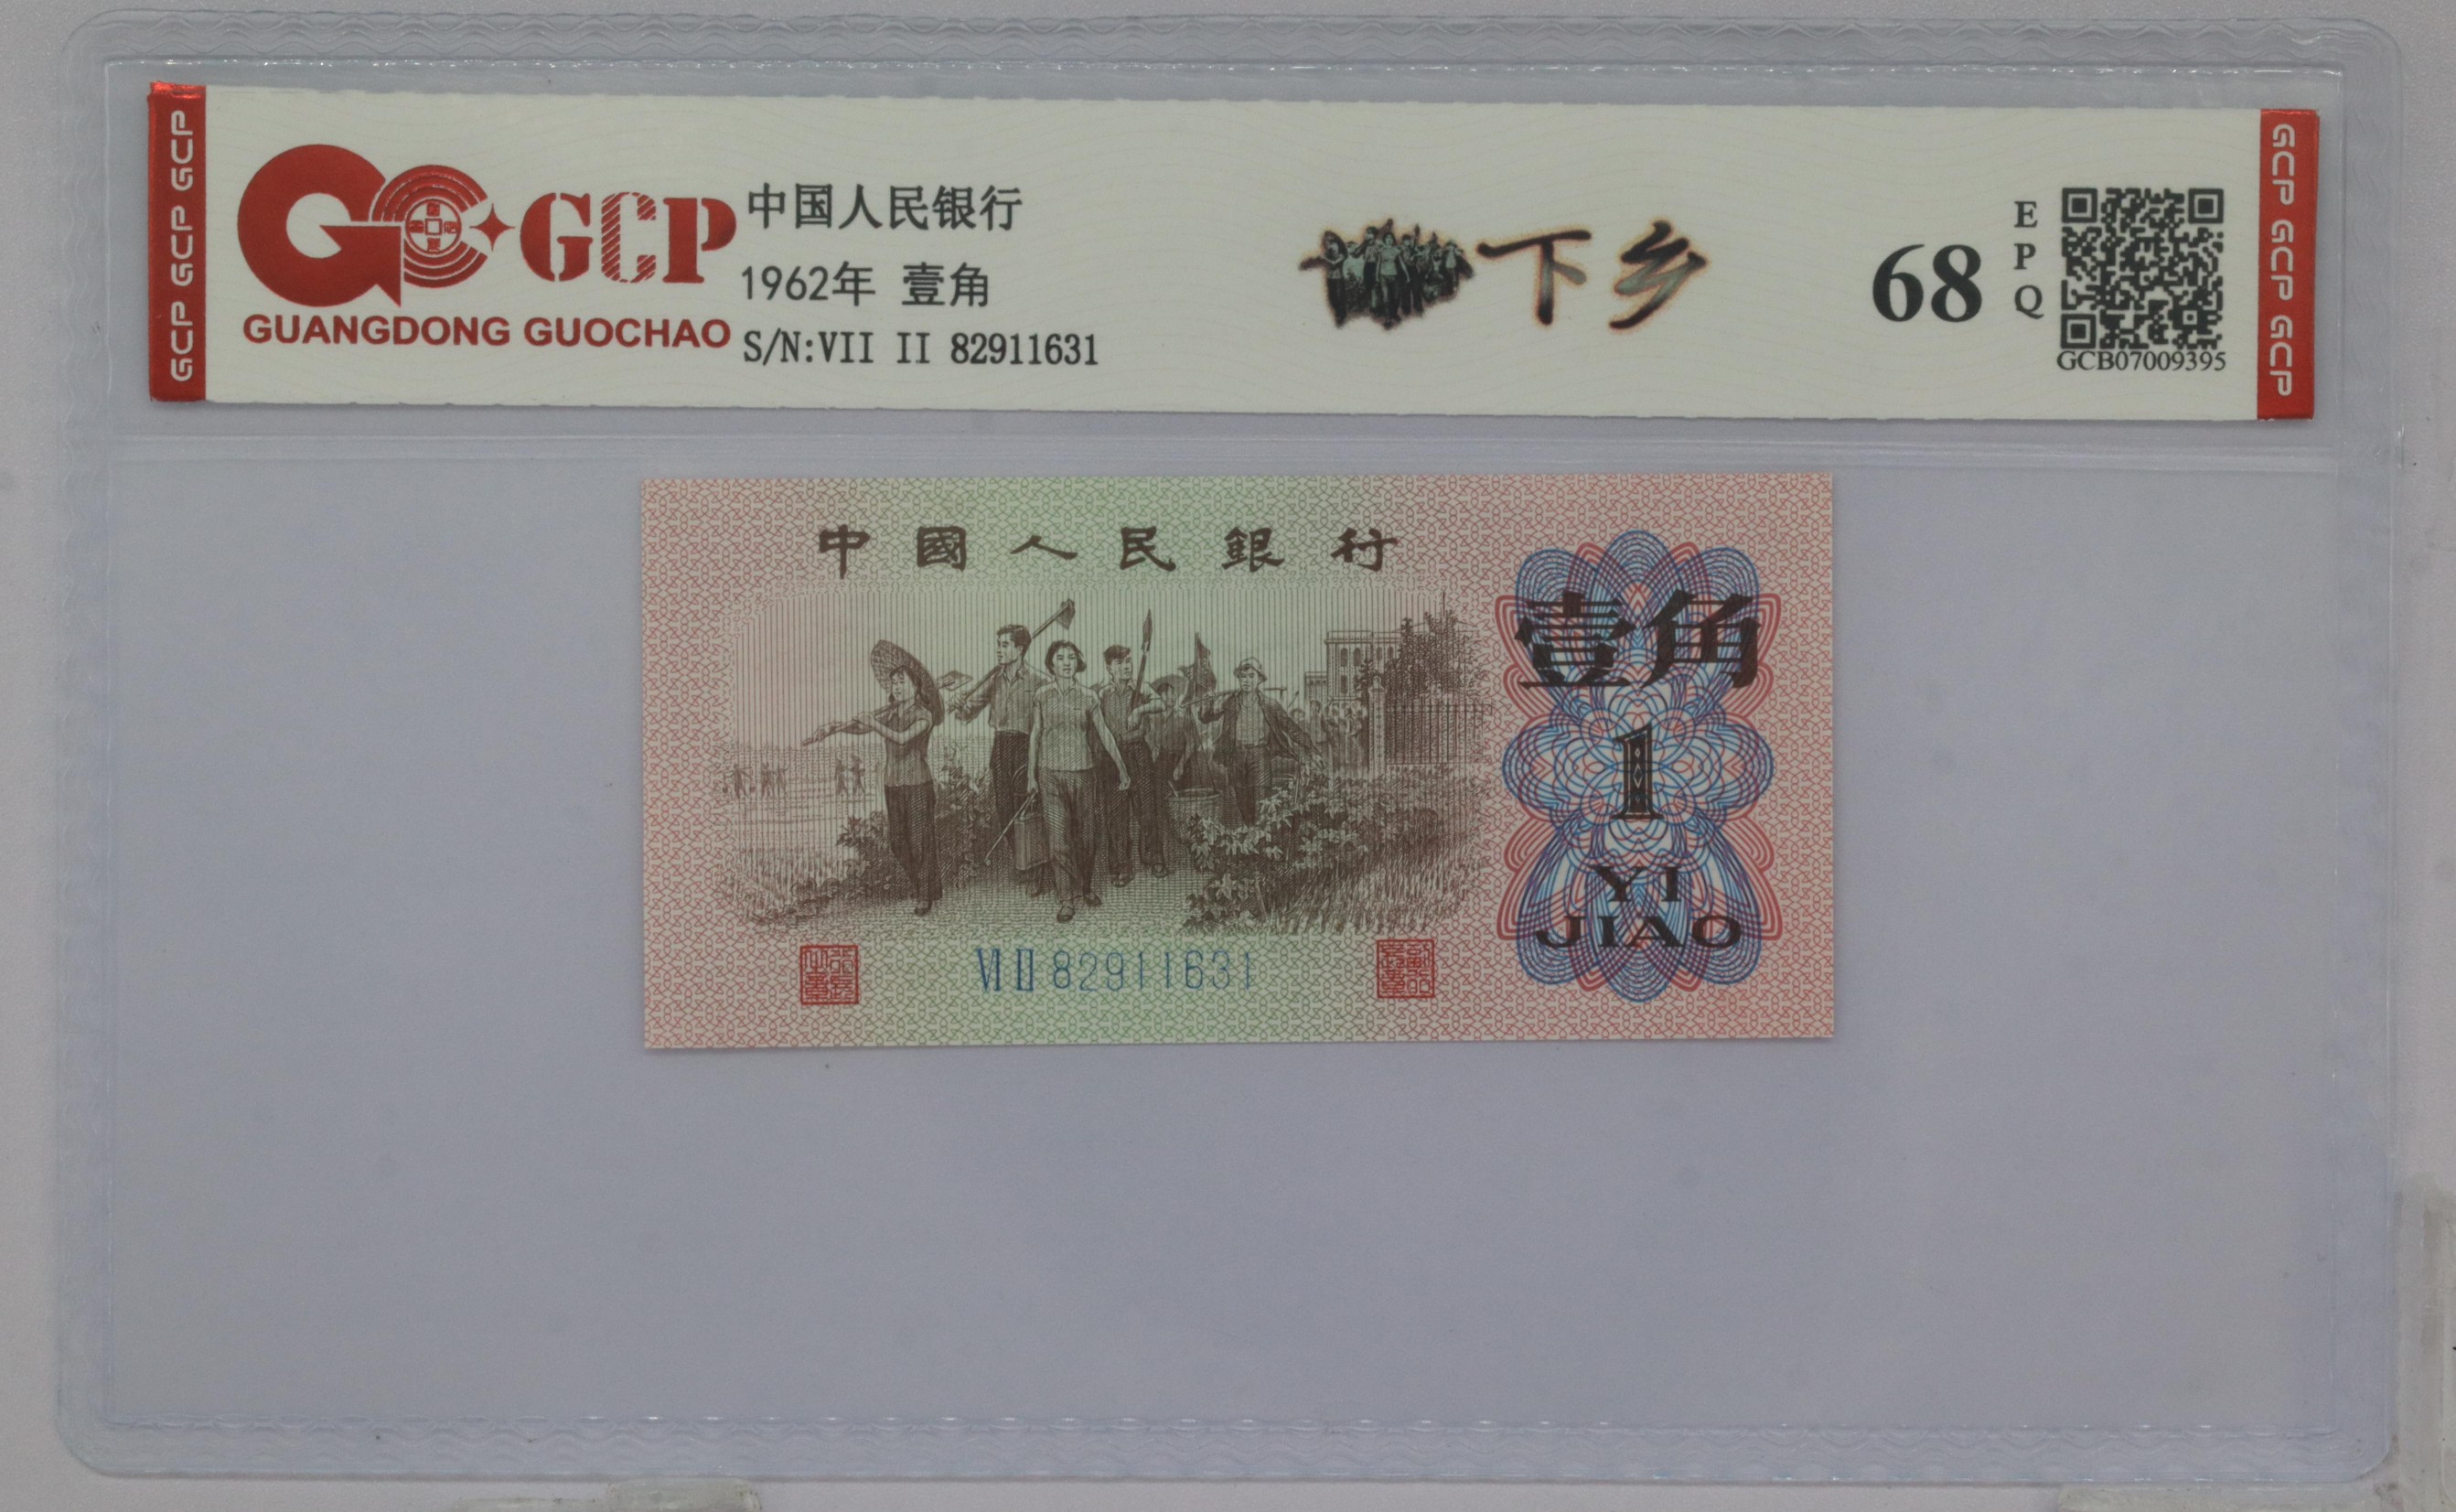 GCP GCP GCP
GCP
GUANGDONG GUOCHAO
中国人民银行
1962年 壹角
S/N:VII II 82911631
下乡
68
EPQ
GCB07009395
GCP GCP GCP
中國人民銀行
壹角
1
YI
JIAO
VII II 82911631